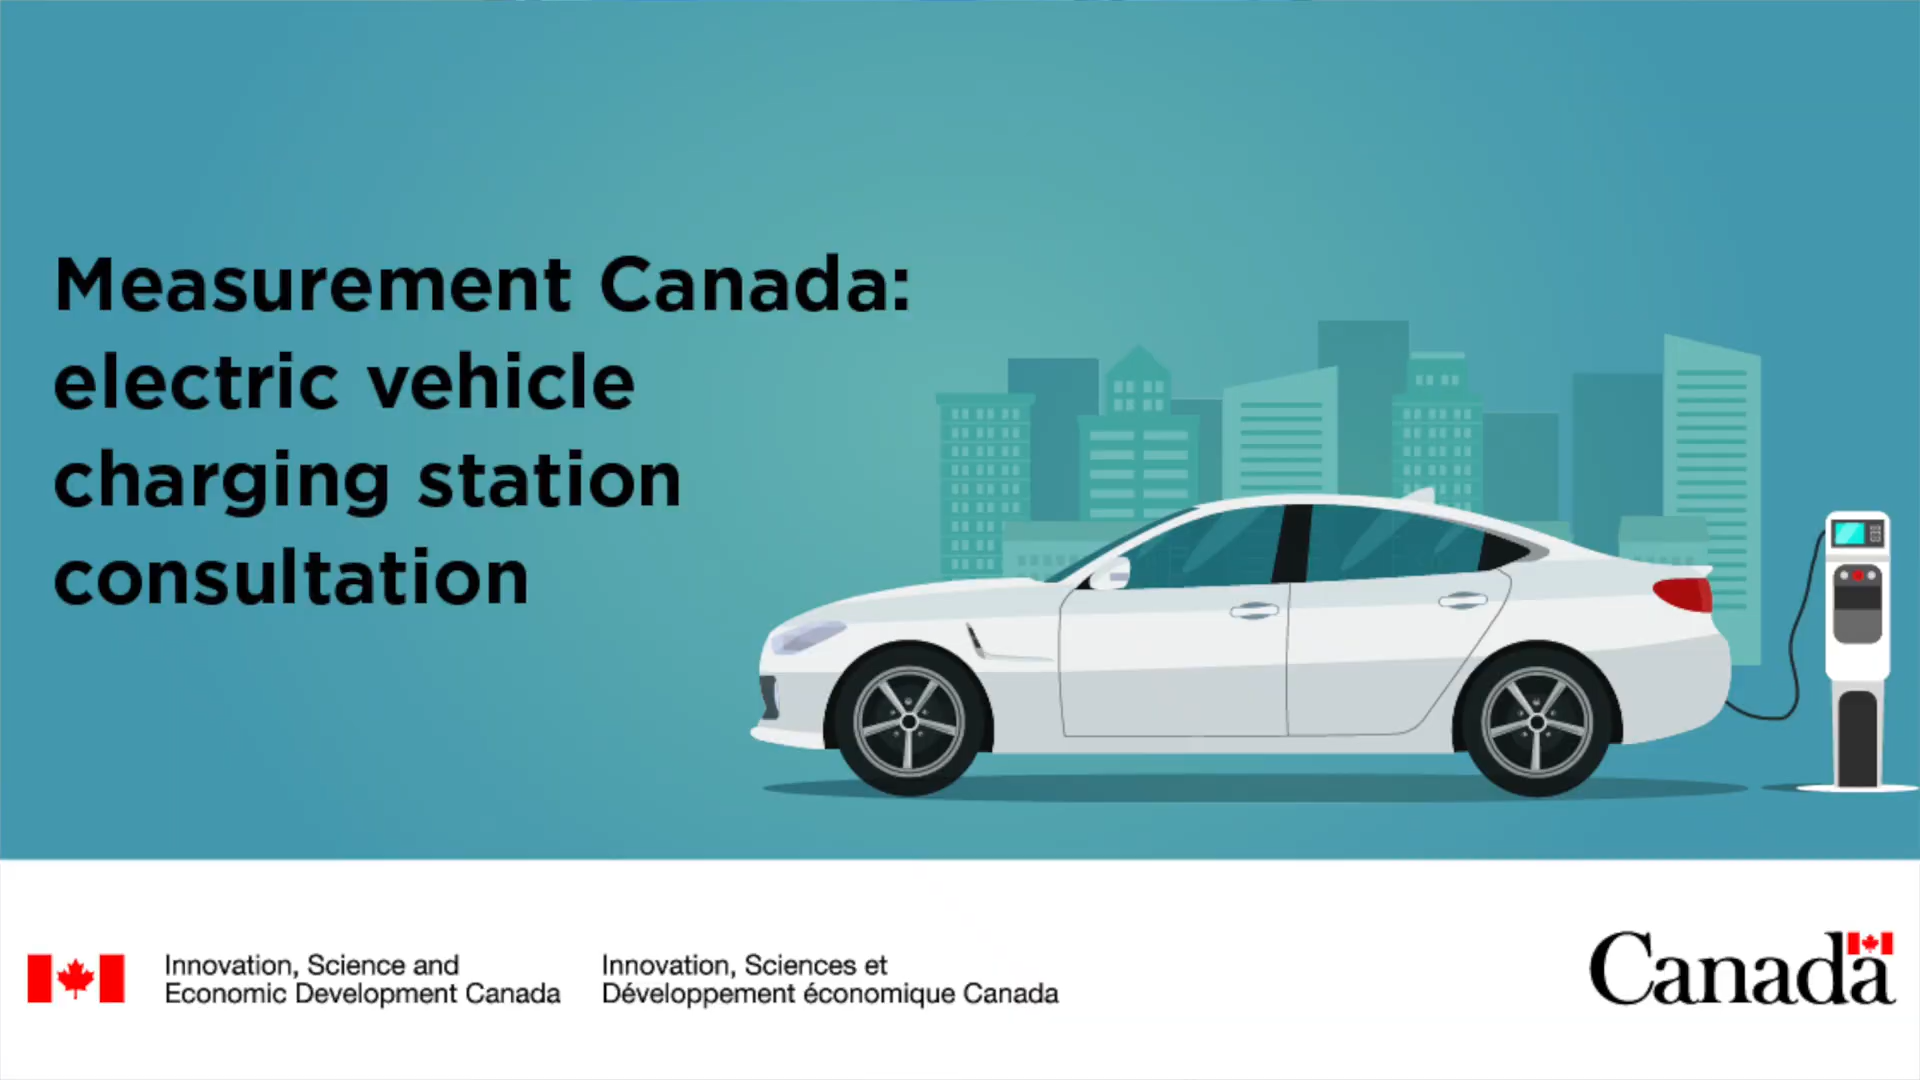 Measurement Canada:
electric vehicle
charging station
consultation
Innovation, Science and
Economic Development Canada
Innovation, Sciences et
Développement économique Canada
Canada